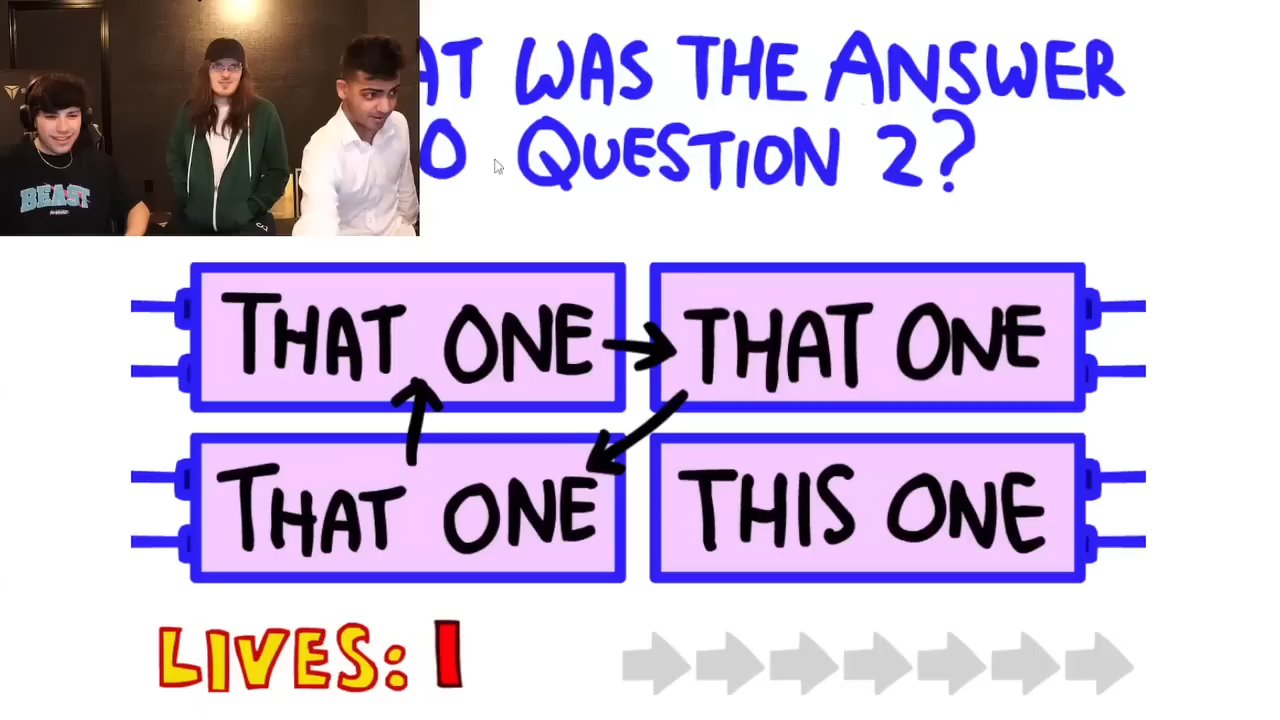 AT WAS THE ANSWER
O QUESTION 2?
BEAST
THAT ONE
THAT ONE
THAT ONE
THIS ONE
LIVES: 1